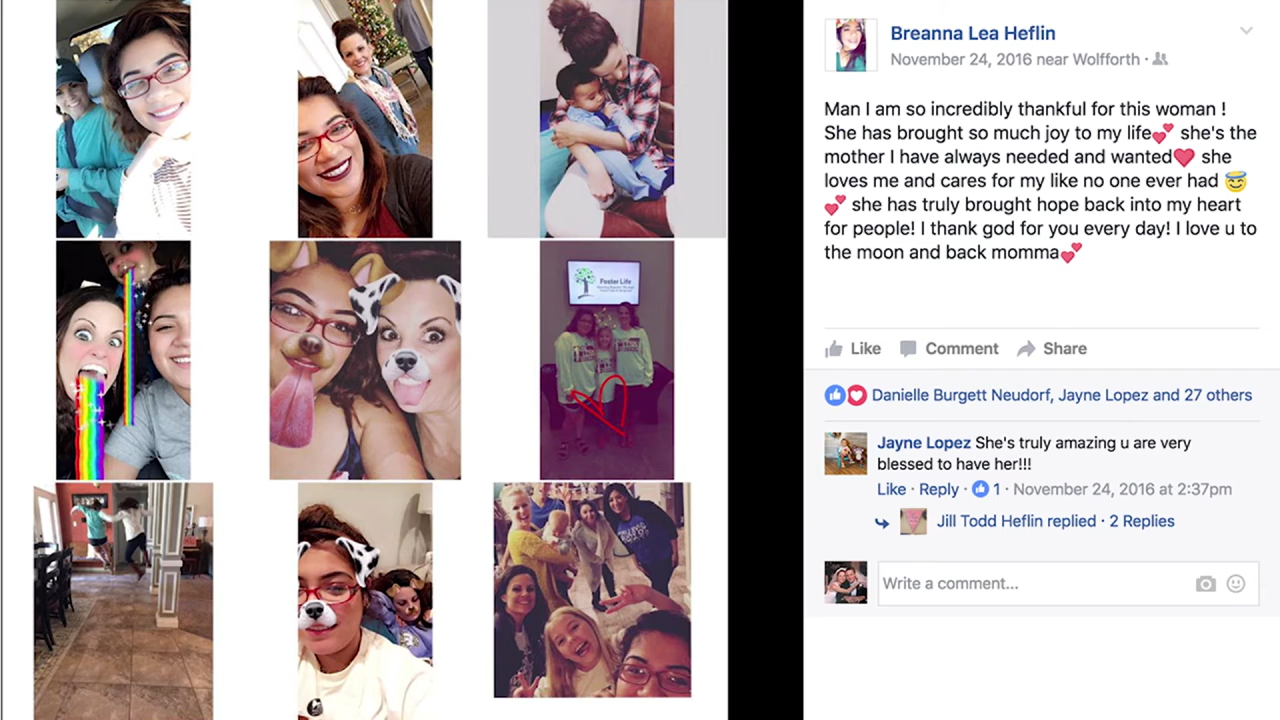 Foster Life
Breanna Lea Heflin
November 24, 2016 near Wolfforth ·
Man I am so incredibly thankful for this woman !
She has brought so much joy to my life💕 she's the
mother I have always needed and wanted❤️ she
loves me and cares for my like no one ever had 😇
💕 she has truly brought hope back into my heart
for people! I thank god for you every day! I love u to
the moon and back momma💕
Like Comment Share
Danielle Burgett Neudorf, Jayne Lopez and 27 others
Jayne Lopez She's truly amazing u are very
blessed to have her!!!
Like · Reply · 1 · November 24, 2016 at 2:37pm
Jill Todd Heflin replied · 2 Replies
Write a comment...